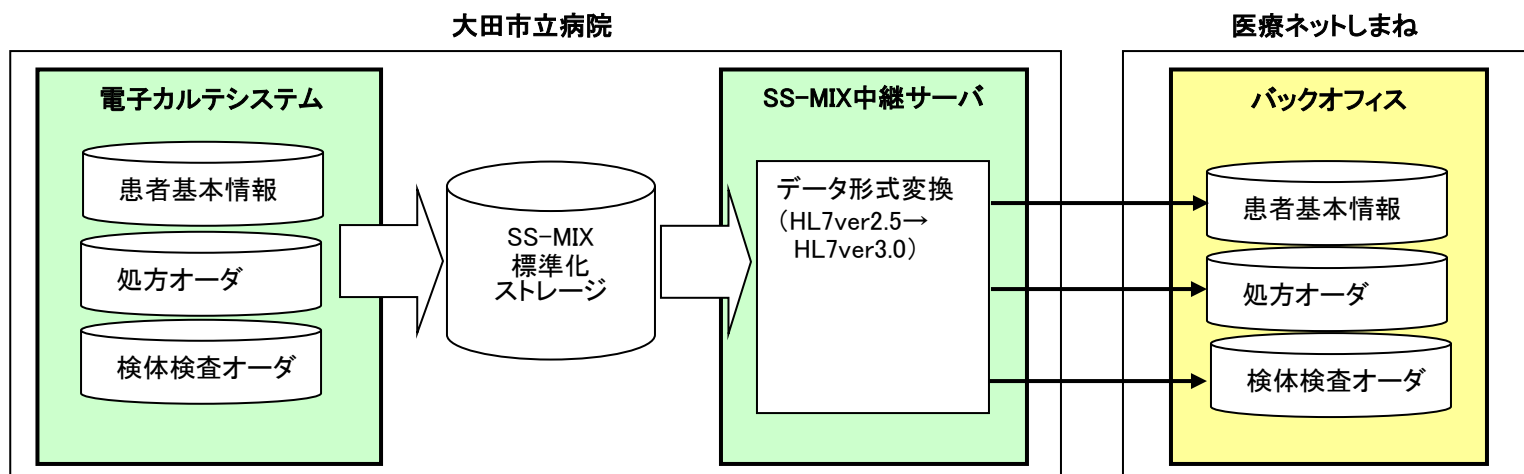 大田市立病院
医療ネットしまね
電子カルテシステム
患者基本情報
処方オーダ
検体検査オーダ
SS-MIX
標準化
ストレージ
SS-MIX中継サーバ
データ形式変換
（HL7ver2.5→
HL7ver3.0）
バックオフィス
患者基本情報
処方オーダ
検体検査オーダ